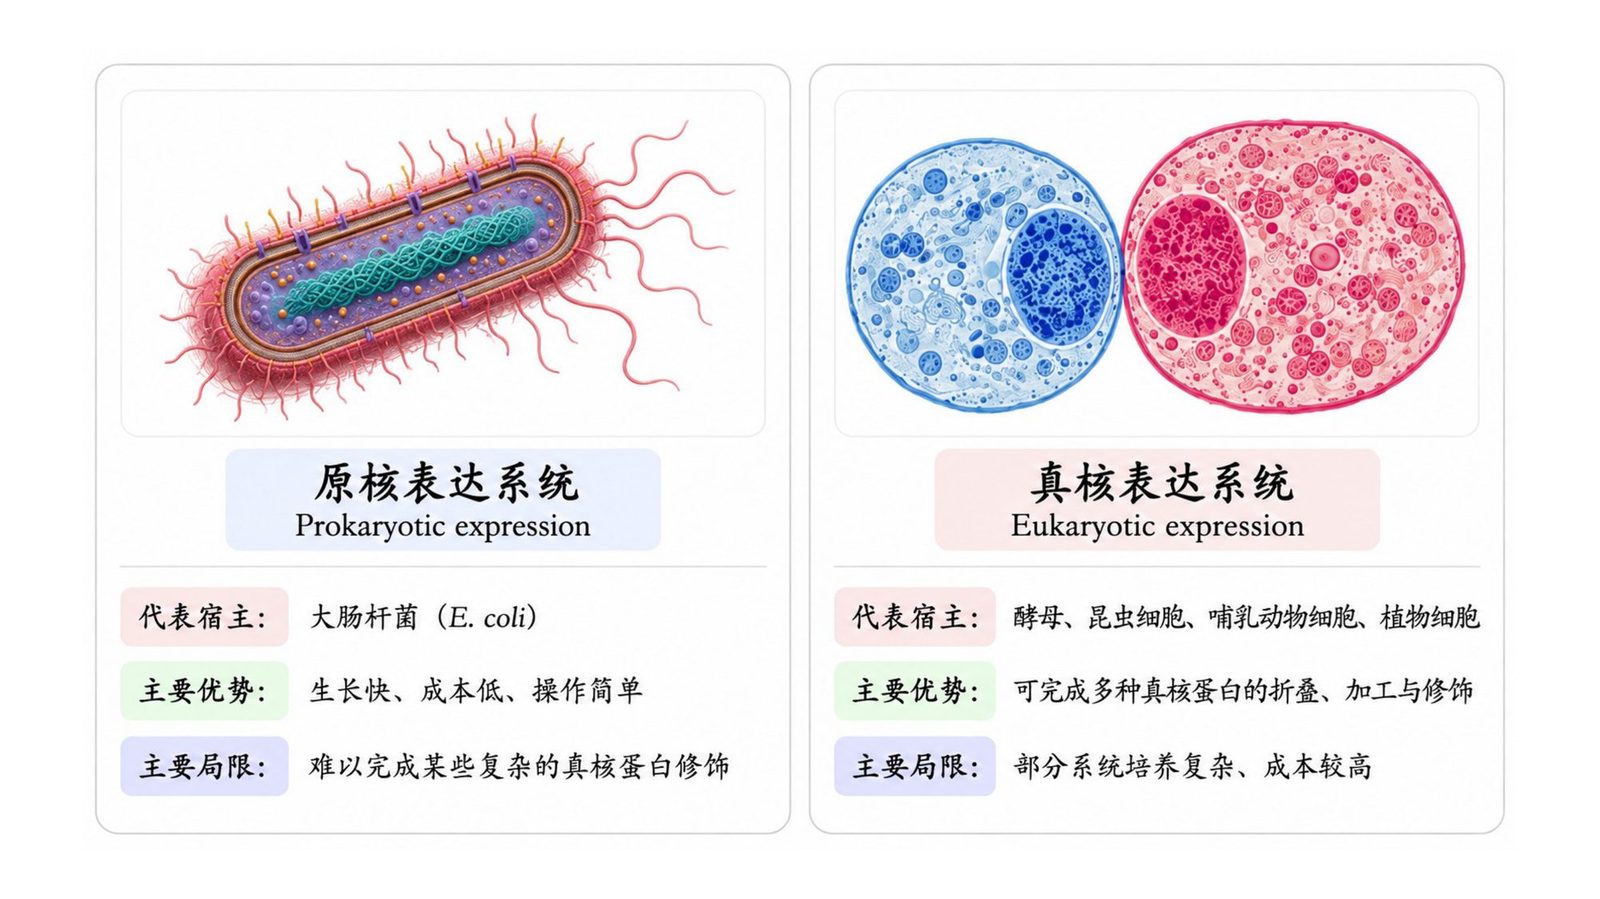 原核表达系统
Prokaryotic expression
代表宿主： 大肠杆菌（E. coli）
主要优势： 生长快、成本低、操作简单
主要局限： 难以完成某些复杂的真核蛋白修饰
真核表达系统
Eukaryotic expression
代表宿主： 酵母、昆虫细胞、哺乳动物细胞、植物细胞
主要优势： 可完成多种真核蛋白的折叠、加工与修饰
主要局限： 部分系统培养复杂、成本较高